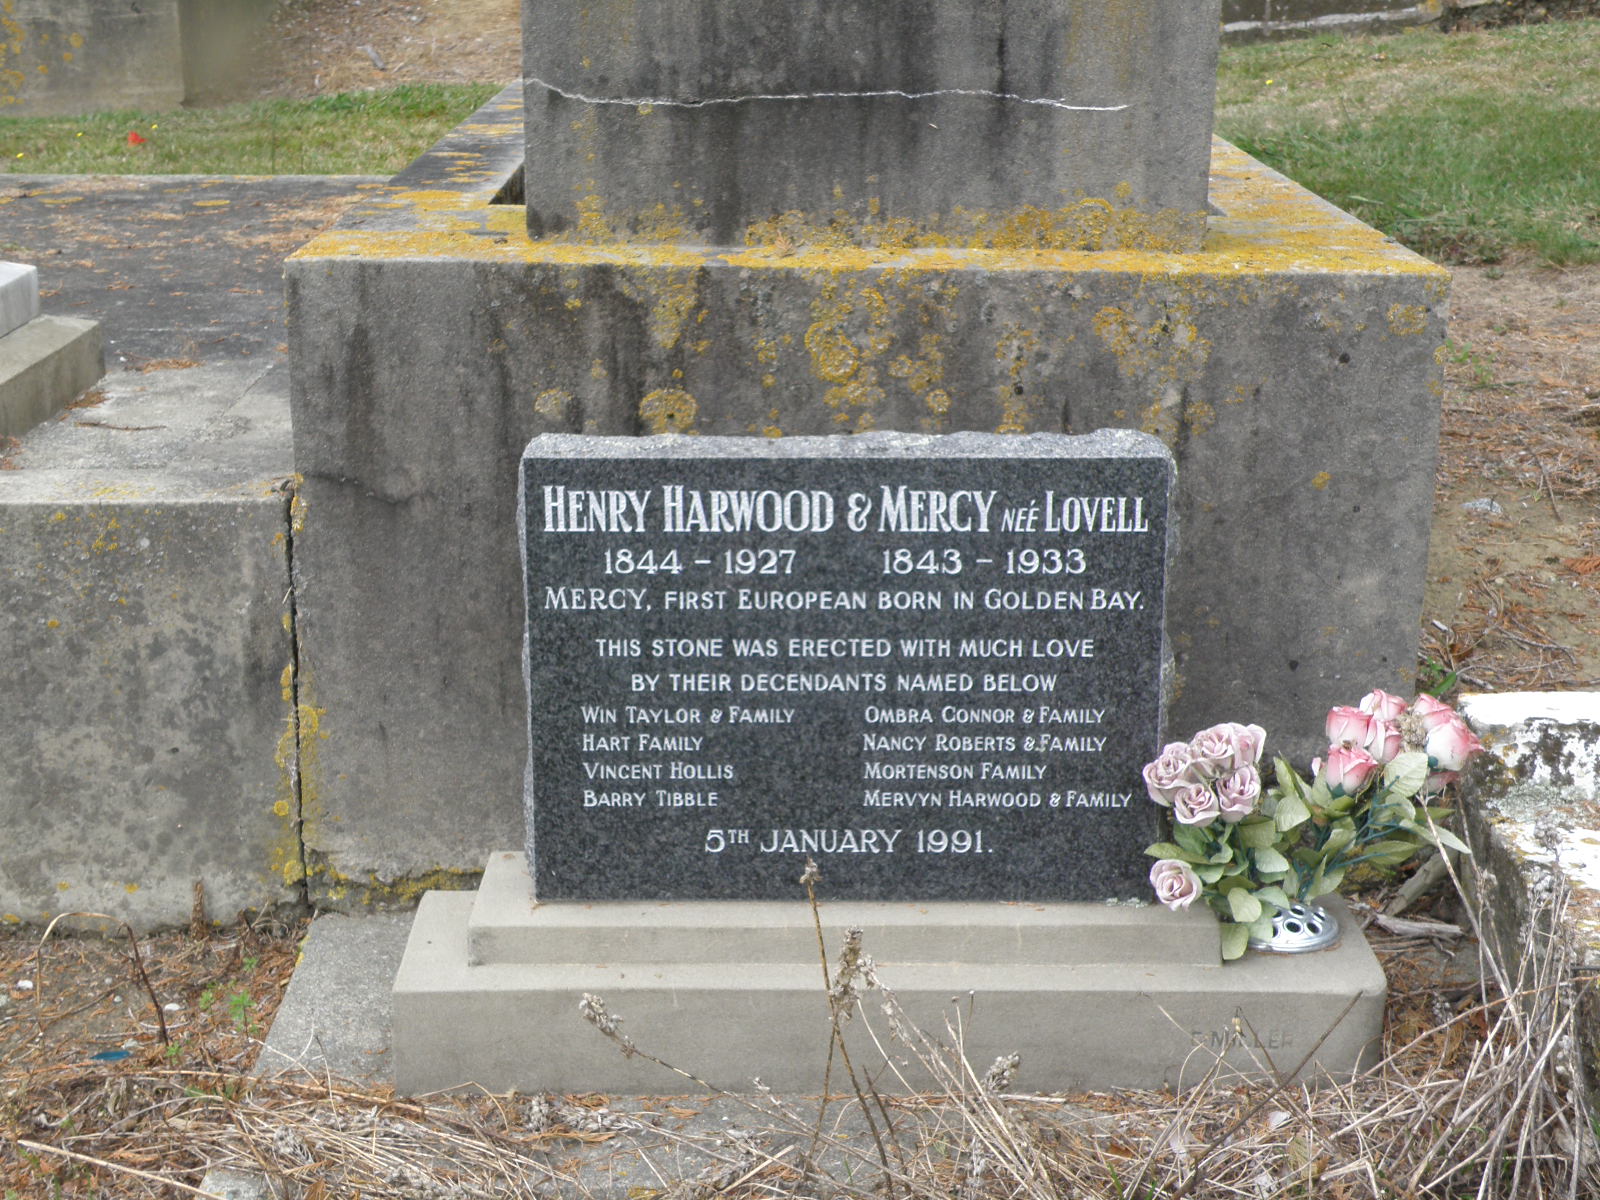 HENRY HARWOOD & MERCY NEÉ LOVELL
1844 – 1927 1843 – 1933
MERCY, FIRST EUROPEAN BORN IN GOLDEN BAY.
THIS STONE WAS ERECTED WITH MUCH LOVE
BY THEIR DECENDANTS NAMED BELOW
WIN TAYLOR & FAMILY OMBRA CONNOR & FAMILY
HART FAMILY NANCY ROBERTS & FAMILY
VINCENT HOLLIS MORTENSON FAMILY
BARRY TIBBLE MERVYN HARWOOD & FAMILY
5TH JANUARY 1991.
MILLER